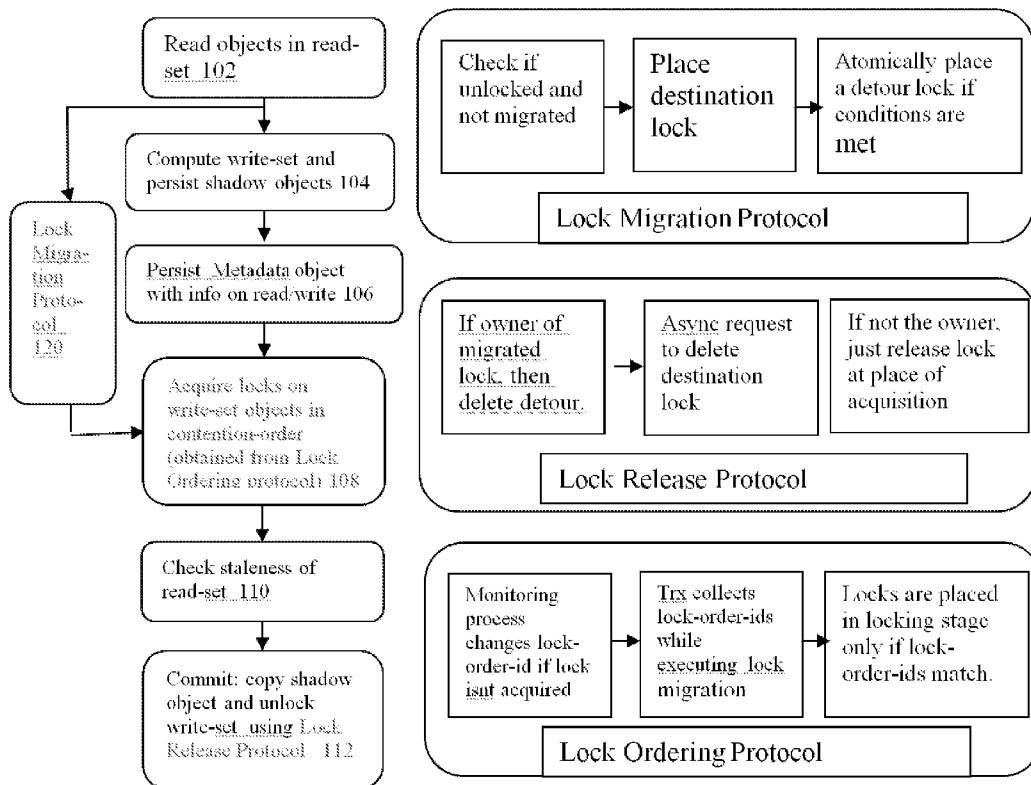 Read objects in read-
set 102
Compute write-set and
persist shadow objects 104
Lock
Migra-
tion
Proto-
col
120
Persist Metadata object
with info on read/write 106
Acquire locks on
write-set objects in
contention-order
(obtained from Lock
Ordering protocol) 108
Check staleness of
read-set 110
Commit: copy shadow
object and unlock
write-set using Lock
Release Protocol 112
Check if
unlocked and
not migrated
Place
destination
lock
Atomically place
a detour lock if
conditions are
met
Lock Migration Protocol
If owner of
migrated
lock, then
delete detour.
Async request
to delete
destination
lock
If not the owner,
just release lock
at place of
acquisition
Lock Release Protocol
Monitoring
process
changes lock-
order-id if lock
isnt acquired
Trx collects
lock-order-ids
while
executing lock
migration
Locks are placed
in locking stage
only if lock-
order-ids match.
Lock Ordering Protocol